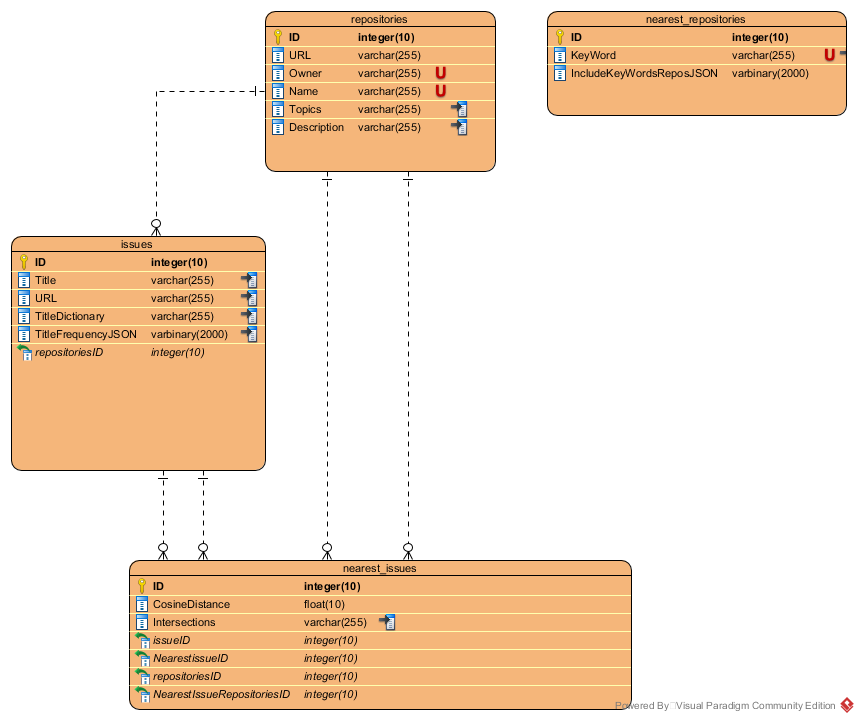 repositories
ID integer(10)
URL varchar(255)
Owner varchar(255) U
Name varchar(255) U
Topics varchar(255)
Description varchar(255)
nearest_repositories
ID integer(10)
KeyWord varchar(255) U
IncludeKeyWordsReposJSON varbinary(2000)
issues
ID integer(10)
Title varchar(255)
URL varchar(255)
TitleDictionary varchar(255)
TitleFrequencyJSON varbinary(2000)
repositoriesID integer(10)
nearest_issues
ID integer(10)
CosineDistance float(10)
Intersections varchar(255)
issueID integer(10)
NearestissueID integer(10)
repositoriesID integer(10)
NearestIssueRepositoriesID integer(10)
Powered By Visual Paradigm Community Edition